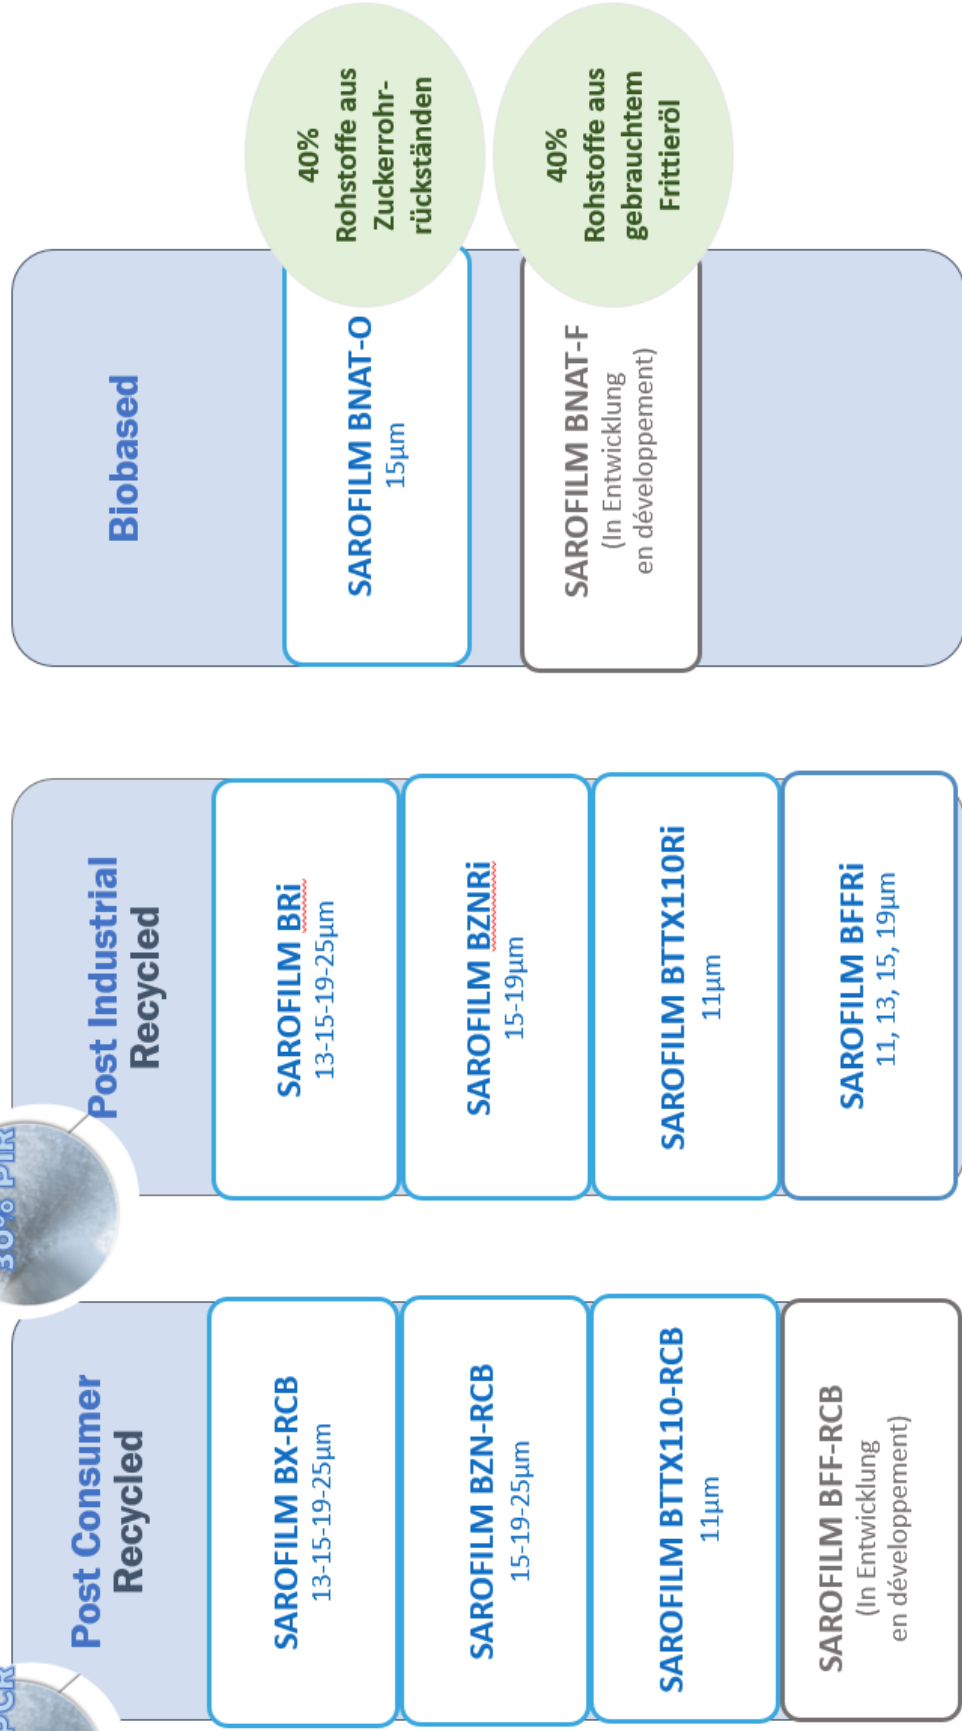 PCR
Post Consumer
Recycled
SAROFILM BX-RCB
13-15-19-25µm
SAROFILM BZN-RCB
15-19-25µm
SAROFILM BTTX110-RCB
11µm
SAROFILM BFF-RCB
(In Entwicklung
en développement)
30% PIR
Post Industrial
Recycled
SAROFILM BRi
13-15-19-25µm
SAROFILM BZNRi
15-19µm
SAROFILM BTTX110Ri
11µm
SAROFILM BFFRi
11, 13, 15, 19µm
Biobased
SAROFILM BNAT-O
15µm
SAROFILM BNAT-F
(In Entwicklung
en développement)
40%
Rohstoffe aus
Zuckerrohr-
rückständen
40%
Rohstoffe aus
gebrauchtem
Frittieröl